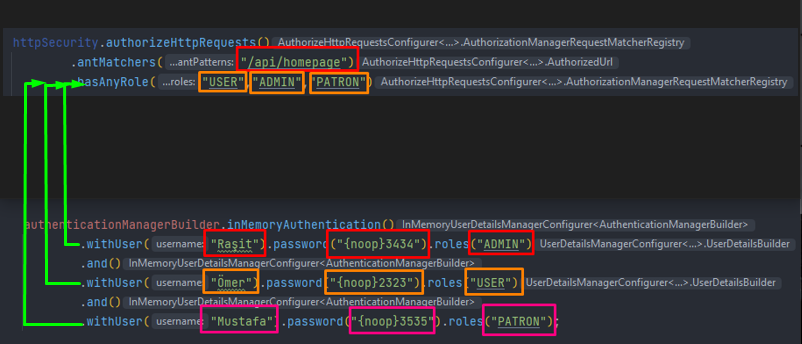 httpSecurity.authorizeHttpRequests() AuthorizeHttpRequestsConfigurer<...>.AuthorizationManagerRequestMatcherRegistry
.antMatchers( ...antPatterns: "/api/homepage") AuthorizeHttpRequestsConfigurer<...>.AuthorizedUrl
.hasAnyRole( ...roles: "USER","ADMIN","PATRON") AuthorizeHttpRequestsConfigurer<...>.AuthorizationManagerRequestMatcherRegistry
authenticationManagerBuilder.inMemoryAuthentication() InMemoryUserDetailsManagerConfigurer<AuthenticationManagerBuilder>
.withUser( username: "Raşit").password("{noop}3434").roles("ADMIN") UserDetailsManagerConfigurer<...>.UserDetailsBuilder
.and() InMemoryUserDetailsManagerConfigurer<AuthenticationManagerBuilder>
.withUser( username: "Ömer").password("{noop}2323").roles("USER") UserDetailsManagerConfigurer<...>.UserDetailsBuilder
.and() InMemoryUserDetailsManagerConfigurer<AuthenticationManagerBuilder>
.withUser( username: "Mustafa").password("{noop}3535").roles("PATRON");